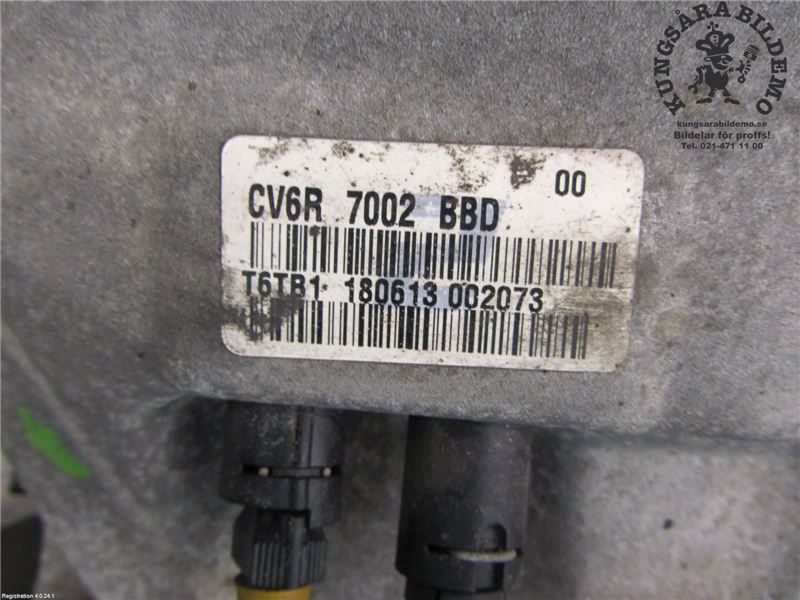 KUNGSÅRA BILDEMO
kungsarabildemo.se
Bildelar för proffs!
Tel. 021-471 11 00
00
CV6R 7002 BBD
T6TB1 180613 002073
Registration 4.0.24.1